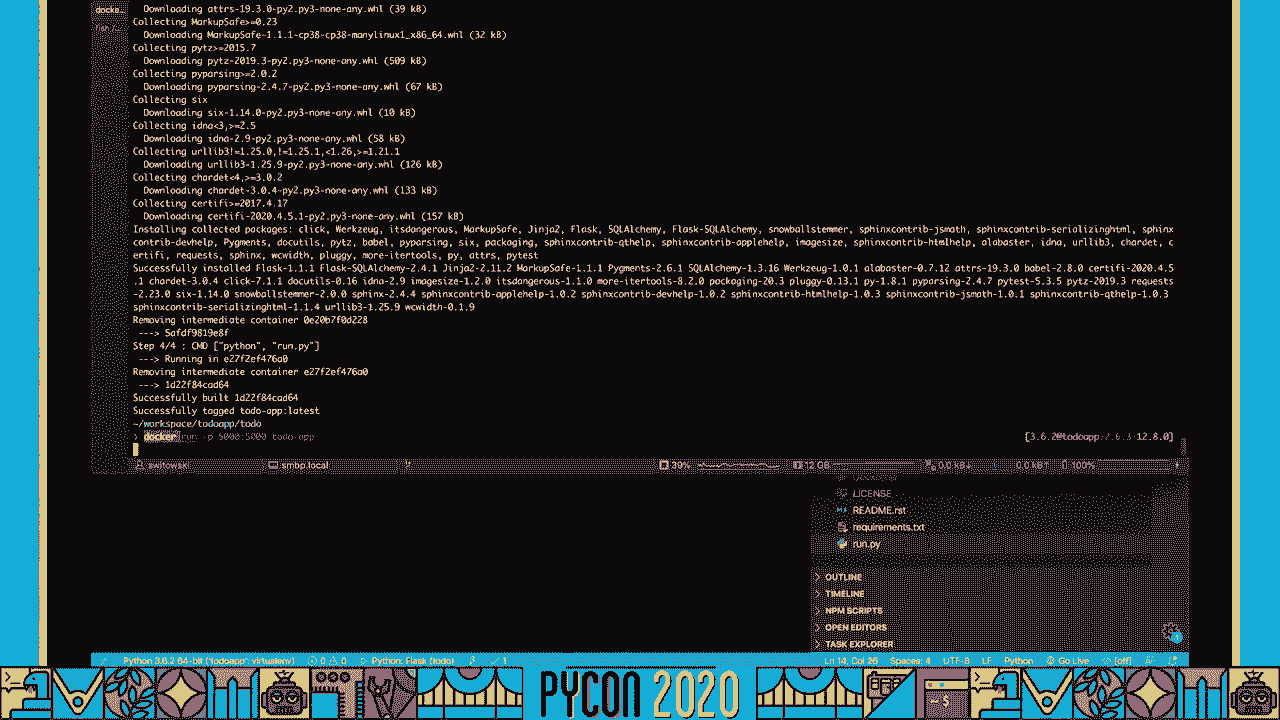 docke...
fish /...
Downloading attrs-19.3.0-py2.py3-none-any.whl (39 kB)
Collecting MarkupSafe>=0.23
Downloading MarkupSafe-1.1.1-cp38-cp38-manylinux1_x86_64.whl (32 kB)
Collecting pytz>=2015.7
Downloading pytz-2019.3-py2.py3-none-any.whl (509 kB)
Collecting pyparsing>=2.0.2
Downloading pyparsing-2.4.7-py2.py3-none-any.whl (67 kB)
Collecting six
Downloading six-1.14.0-py2.py3-none-any.whl (10 kB)
Collecting idna<3,>=2.5
Downloading idna-2.9-py2.py3-none-any.whl (58 kB)
Collecting urllib3!=1.25.0,!=1.25.1,<1.26,>=1.21.1
Downloading urllib3-1.25.9-py2.py3-none-any.whl (126 kB)
Collecting chardet<4,>=3.0.2
Downloading chardet-3.0.4-py2.py3-none-any.whl (133 kB)
Collecting certifi>=2017.4.17
Downloading certifi-2020.4.5.1-py2.py3-none-any.whl (157 kB)
Installing collected packages: click, Werkzeug, itsdangerous, MarkupSafe, Jinja2, Flask, SQLAlchemy, Flask-SQLAlchemy, snowballstemmer, sphinxcontrib-jsmath, sphinxcontrib-serializinghtml, sphinx
contrib-devhelp, Pygments, docutils, pytz, babel, pyparsing, six, packaging, sphinxcontrib-qthelp, sphinxcontrib-applehelp, imagesize, sphinxcontrib-htmlhelp, alabaster, idna, urllib3, chardet, c
ertifi, requests, sphinx, wcwidth, pluggy, more-itertools, py, attrs, pytest
Successfully installed Flask-1.1.1 Flask-SQLAlchemy-2.4.1 Jinja2-2.11.2 MarkupSafe-1.1.1 Pygments-2.6.1 SQLAlchemy-1.3.16 Werkzeug-1.0.1 alabaster-0.7.12 attrs-19.3.0 babel-2.8.0 certifi-2020.4.5
.1 chardet-3.0.4 click-7.1.1 docutils-0.16 idna-2.9 imagesize-1.2.0 itsdangerous-1.1.0 more-itertools-8.2.0 packaging-20.3 pluggy-0.13.1 py-1.8.1 pyparsing-2.4.7 pytest-5.3.5 pytz-2019.3 requests
-2.23.0 six-1.14.0 snowballstemmer-2.0.0 sphinx-2.4.4 sphinxcontrib-applehelp-1.0.2 sphinxcontrib-devhelp-1.0.2 sphinxcontrib-htmlhelp-1.0.3 sphinxcontrib-jsmath-1.0.1 sphinxcontrib-qthelp-1.0.3
sphinxcontrib-serializinghtml-1.1.4 urllib3-1.25.9 wcwidth-0.1.9
Removing intermediate container 0e20b7f0d228
---> 5afdf9819e8f
Step 4/4 : CMD ["python", "run.py"]
---> Running in e27f2ef476a0
Removing intermediate container e27f2ef476a0
---> 1d22f84cad64
Successfully built 1d22f84cad64
Successfully tagged todo-app:latest
~/workspace/todoapp/todo
> docker run -p 5000:5000 todo-app [3.6.2@todoapp/2.6.3-12.8.0]
switowski smbp.local 39% 12 GB 0.0 kB↓ 0.0 kB↑ 100%
LICENSE
README.rst
requirements.txt
run.py
OUTLINE
TIMELINE
NPM SCRIPTS
OPEN EDITORS
TASK EXPLORER
1
Python 3.6.2 64-bit ('todoapp': virtualenv) 0 0 Python: Flask (todo) 1 Ln 14, Col 26 Spaces: 4 UTF-8 LF Python Go Live [off]
PYCON 2020
~ $